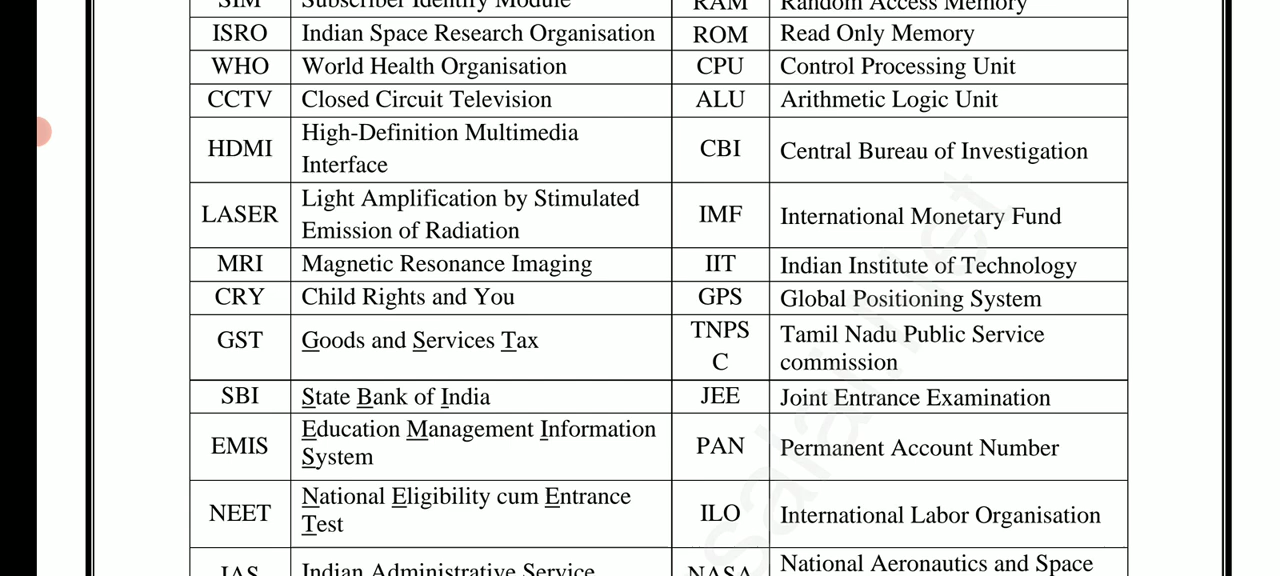 SIM Subscriber Identify Module RAM Random Access Memory
ISRO Indian Space Research Organisation ROM Read Only Memory
WHO World Health Organisation CPU Control Processing Unit
CCTV Closed Circuit Television ALU Arithmetic Logic Unit
HDMI High-Definition Multimedia
Interface CBI Central Bureau of Investigation
LASER Light Amplification by Stimulated
Emission of Radiation IMF International Monetary Fund
MRI Magnetic Resonance Imaging IIT Indian Institute of Technology
CRY Child Rights and You GPS Global Positioning System
GST Goods and Services Tax TNPS
C Tamil Nadu Public Service
commission
SBI State Bank of India JEE Joint Entrance Examination
EMIS Education Management Information
System PAN Permanent Account Number
NEET National Eligibility cum Entrance
Test ILO International Labor Organisation
IAS Indian Administrative Service NASA National Aeronautics and Space